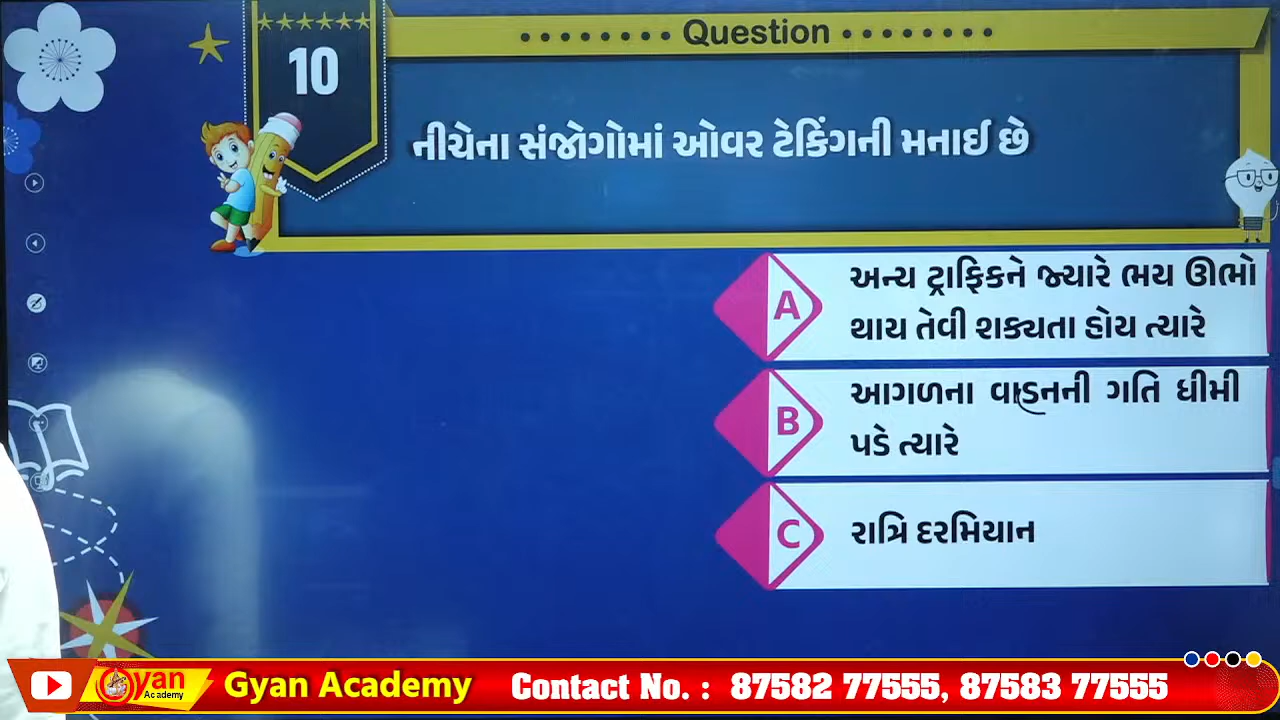 Question
10
નીચેના સંજોગોમાં ઓવર ટેકિંગની મનાઈ છે
A
અન્ય ટ્રાફિકને જ્યારે ભય ઊભો
થાય તેવી શક્યતા હોય ત્યારે
B
આગળના વાહનની ગતિ ધીમી
પડે ત્યારે
C
રાત્રિ દરમિયાન
Gyan
Academy
Gyan Academy
Contact No. : 87582 77555, 87583 77555